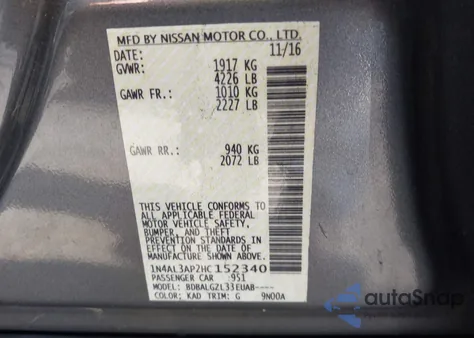 MFD BY NISSAN MOTOR CO., LTD.
DATE: 11/16
GVWR: 1917 KG
4226 LB
GAWR FR.: 1010 KG
2227 LB
GAWR RR.: 940 KG
2072 LB
THIS VEHICLE CONFORMS TO
ALL APPLICABLE FEDERAL
MOTOR VEHICLE SAFETY,
BUMPER, AND THEFT
PREVENTION STANDARDS IN
EFFECT ON THE DATE OF
MANUFACTURE SHOWN ABOVE.
1N4AL3AP2HC152340
PASSENGER CAR 951
MODEL: BDBALGZL33EUAB----
COLOR: KAD TRIM: G 9N00A
autoSnap